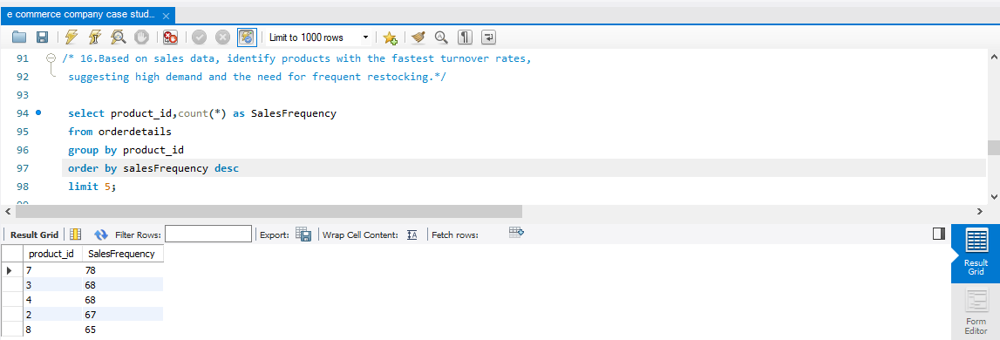 e commerce company case stud...
Limit to 1000 rows
91 /* 16.Based on sales data, identify products with the fastest turnover rates,
92 suggesting high demand and the need for frequent restocking.*/
93
94 select product_id,count(*) as SalesFrequency
95 from orderdetails
96 group by product_id
97 order by salesFrequency desc
98 limit 5;
Result Grid Filter Rows: Export: Wrap Cell Content: Fetch rows:
product_id SalesFrequency
7 78
3 68
4 68
2 67
8 65
Result
Grid
Form
Editor